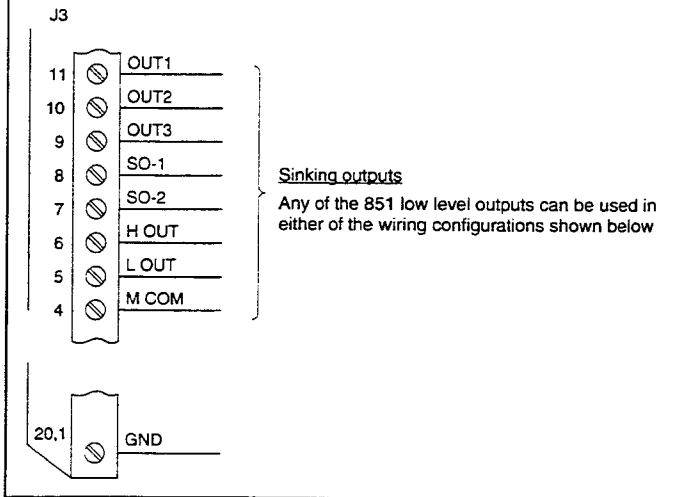 J3
11 OUT1
10 OUT2
9 OUT3
8 SO-1
7 SO-2
6 H OUT
5 L OUT
4 M COM
Sinking outputs
Any of the 851 low level outputs can be used in
either of the wiring configurations shown below
20,1 GND